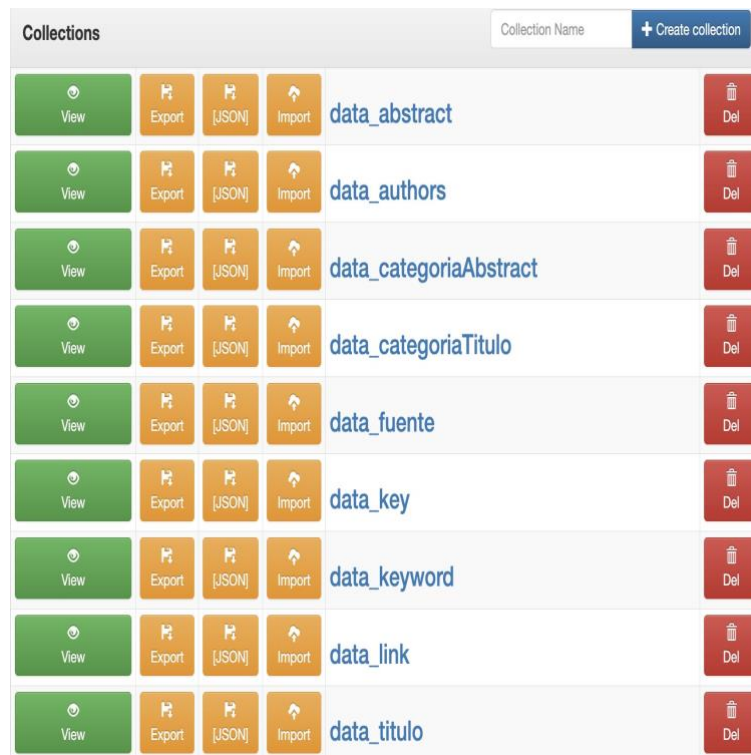 Collections Collection Name + Create collection
View Export [JSON] Import data_abstract Del
View Export [JSON] Import data_authors Del
View Export [JSON] Import data_categoriaAbstract Del
View Export [JSON] Import data_categoriaTitulo Del
View Export [JSON] Import data_fuente Del
View Export [JSON] Import data_key Del
View Export [JSON] Import data_keyword Del
View Export [JSON] Import data_link Del
View Export [JSON] Import data_titulo Del